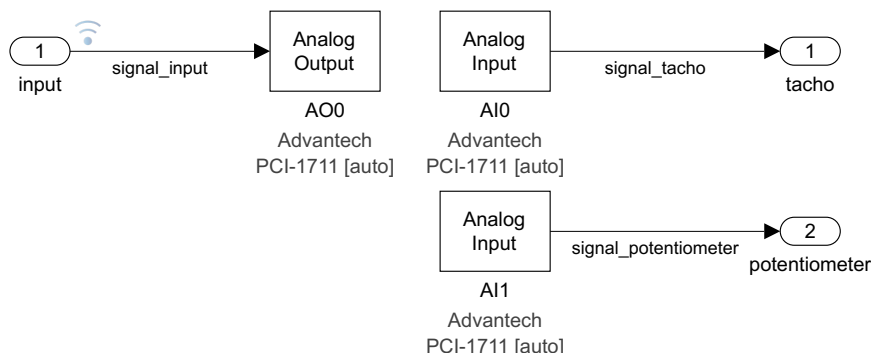 1
input
signal_input
Analog
Output
AO0
Advantech
PCI-1711 [auto]
Analog
Input
AI0
Advantech
PCI-1711 [auto]
signal_tacho
1
tacho
Analog
Input
AI1
Advantech
PCI-1711 [auto]
signal_potentiometer
2
potentiometer